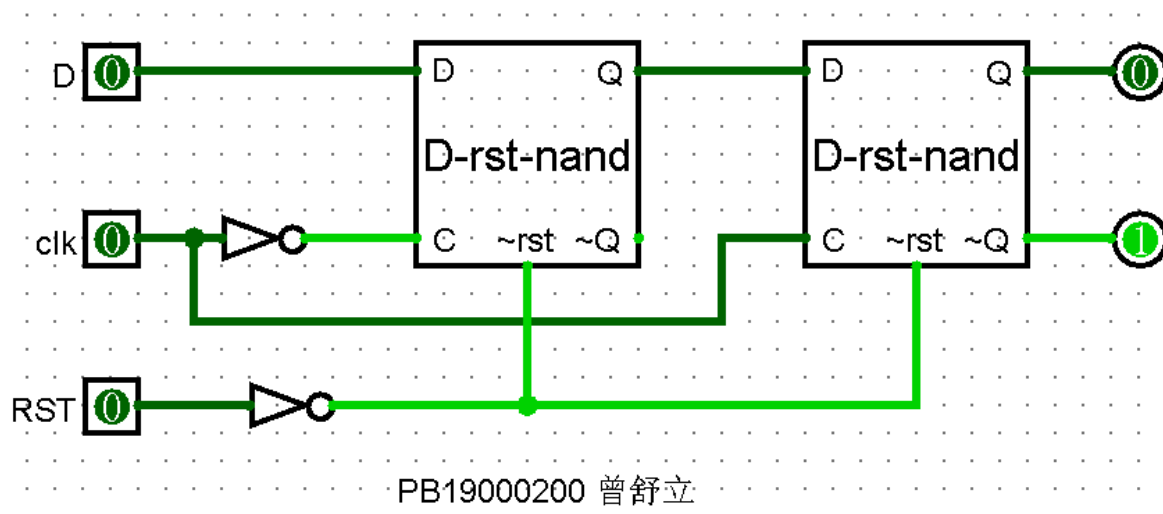 D 0 D Q D Q 0
D-rst-nand D-rst-nand
clk 0 C ~rst ~Q C ~rst ~Q 1
RST 0
PB19000200 曾舒立